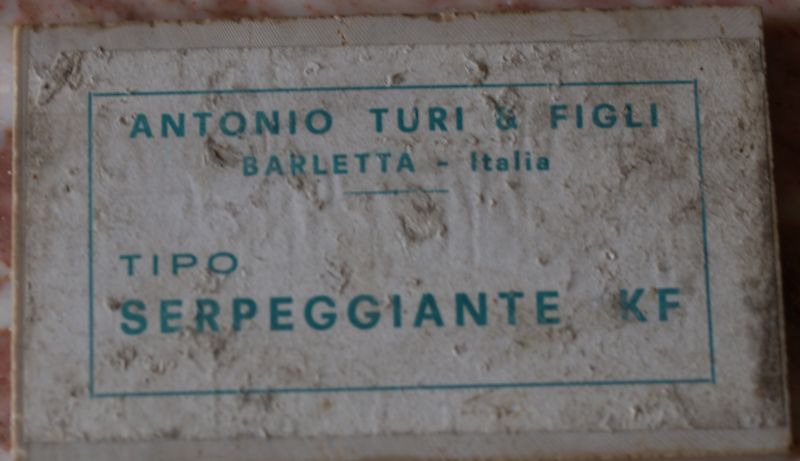 ANTONIO TURI & FIGLI
BARLETTA - Italia
TIPO
SERPEGGIANTE KF